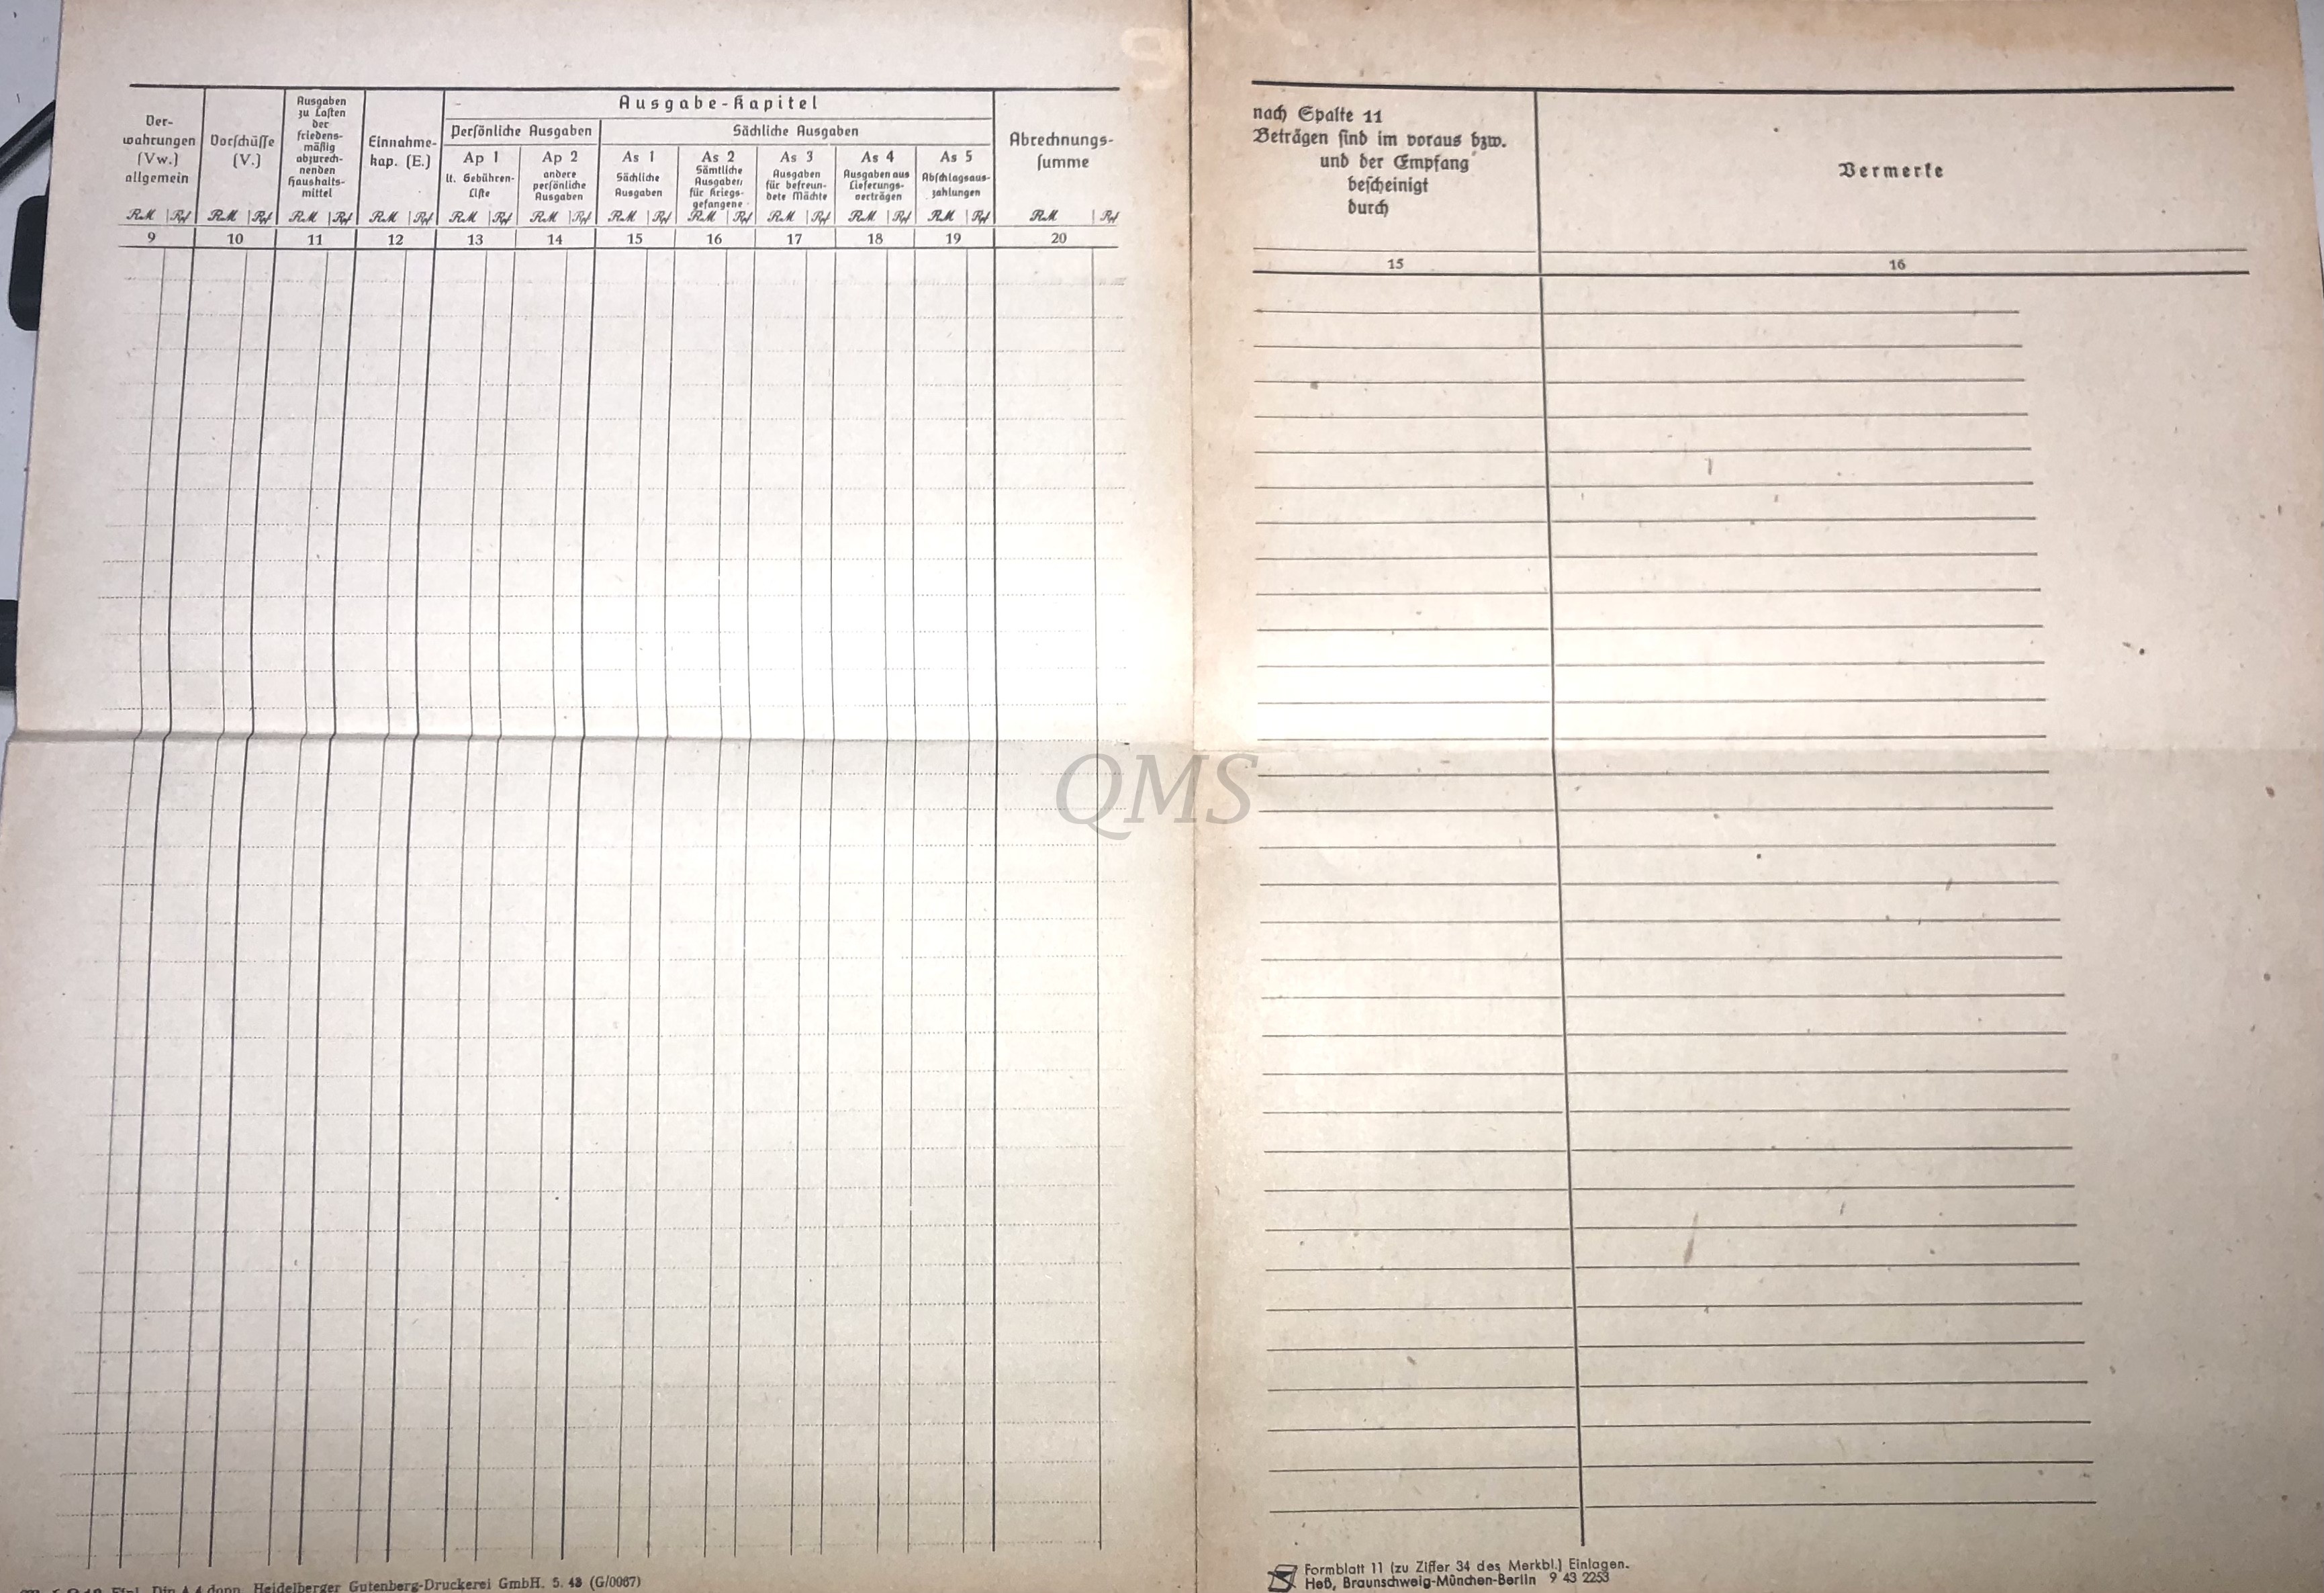 Ver-
wahrungen
(Vw.)
allgemein
RM Rpf
9
Vorschüsse
(V.)
RM Rpf
10
Ausgaben
zu Lasten
der
friedens-
mäßig
abzurech-
nenden
Haushalts-
mittel
RM Rpf
11
Einnahme-
kap. (E.)
RM Rpf
12
Ausgabe-Kapitel
Persönliche Ausgaben
Ap 1
lt. Gebühren-
Liste
RM Rpf
13
Ap 2
andere
persönliche
Ausgaben
RM Rpf
14
Sächliche Ausgaben
As 1
Sächliche
Ausgaben
RM Rpf
15
As 2
Sämtliche
Ausgaben
für Kriegs-
gefangene
RM Rpf
16
As 3
Ausgaben
für befreun-
dete Mächte
RM Rpf
17
As 4
Ausgaben aus
Lieferungs-
verträgen
RM Rpf
18
As 5
Abschlagsaus-
zahlungen
RM Rpf
19
Abrechnungs-
summe
RM Rpf
20
Din A 4 dopp. Heidelberger Gutenberg-Druckerei GmbH. 5. 43 (G/0067)
nach Spalte 11
Beträgen sind im voraus bzw.
und der Empfang
bescheinigt
durch
15
Vermerke
16
QMS
Formblatt 11 (zu Ziffer 34 des Merkbl.) Einlagen.
Heß, Braunschweig-München-Berlin 9 43 2253